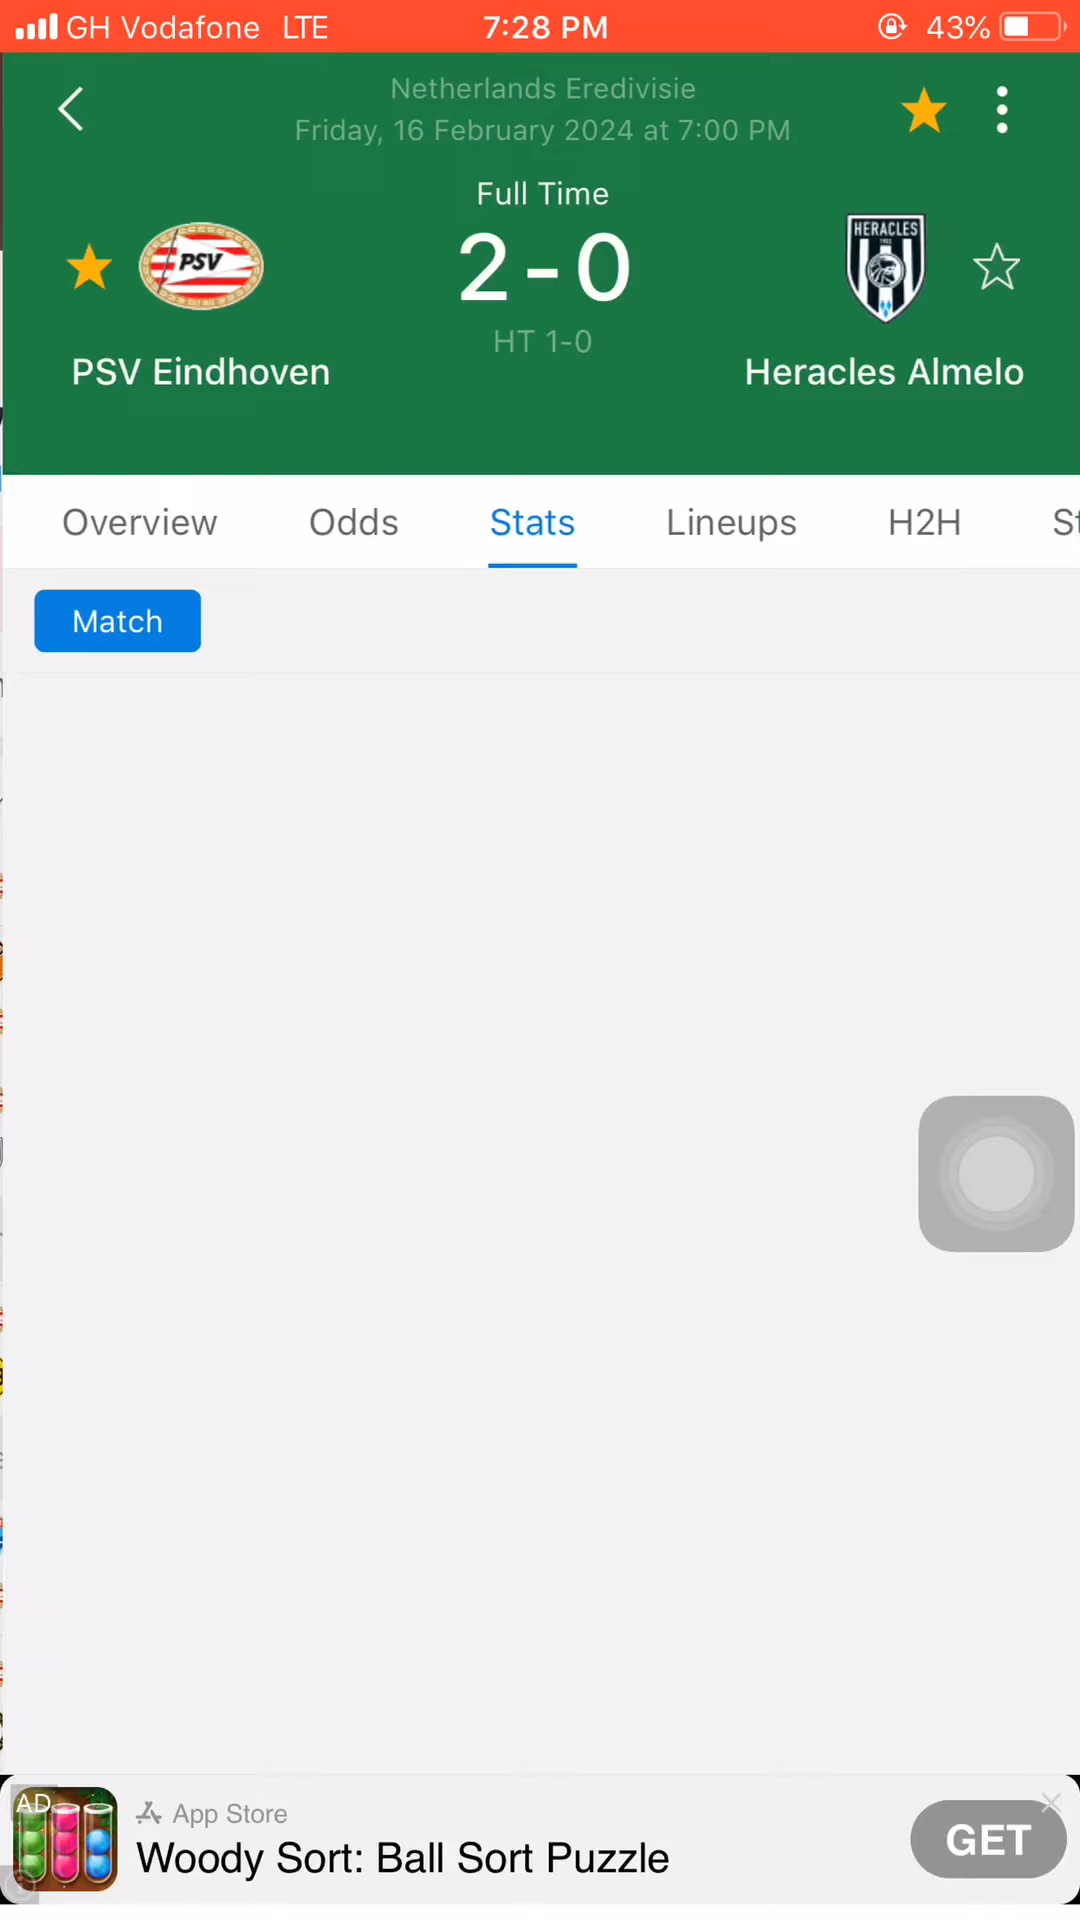 GH Vodafone LTE 7:28 PM 43%
Netherlands Eredivisie
Friday, 16 February 2024 at 7:00 PM
Full Time
2-0
HT 1-0
PSV
HERACLES
PSV Eindhoven Heracles Almelo
Overview Odds Stats Lineups H2H St
Match
AD
App Store
Woody Sort: Ball Sort Puzzle
GET